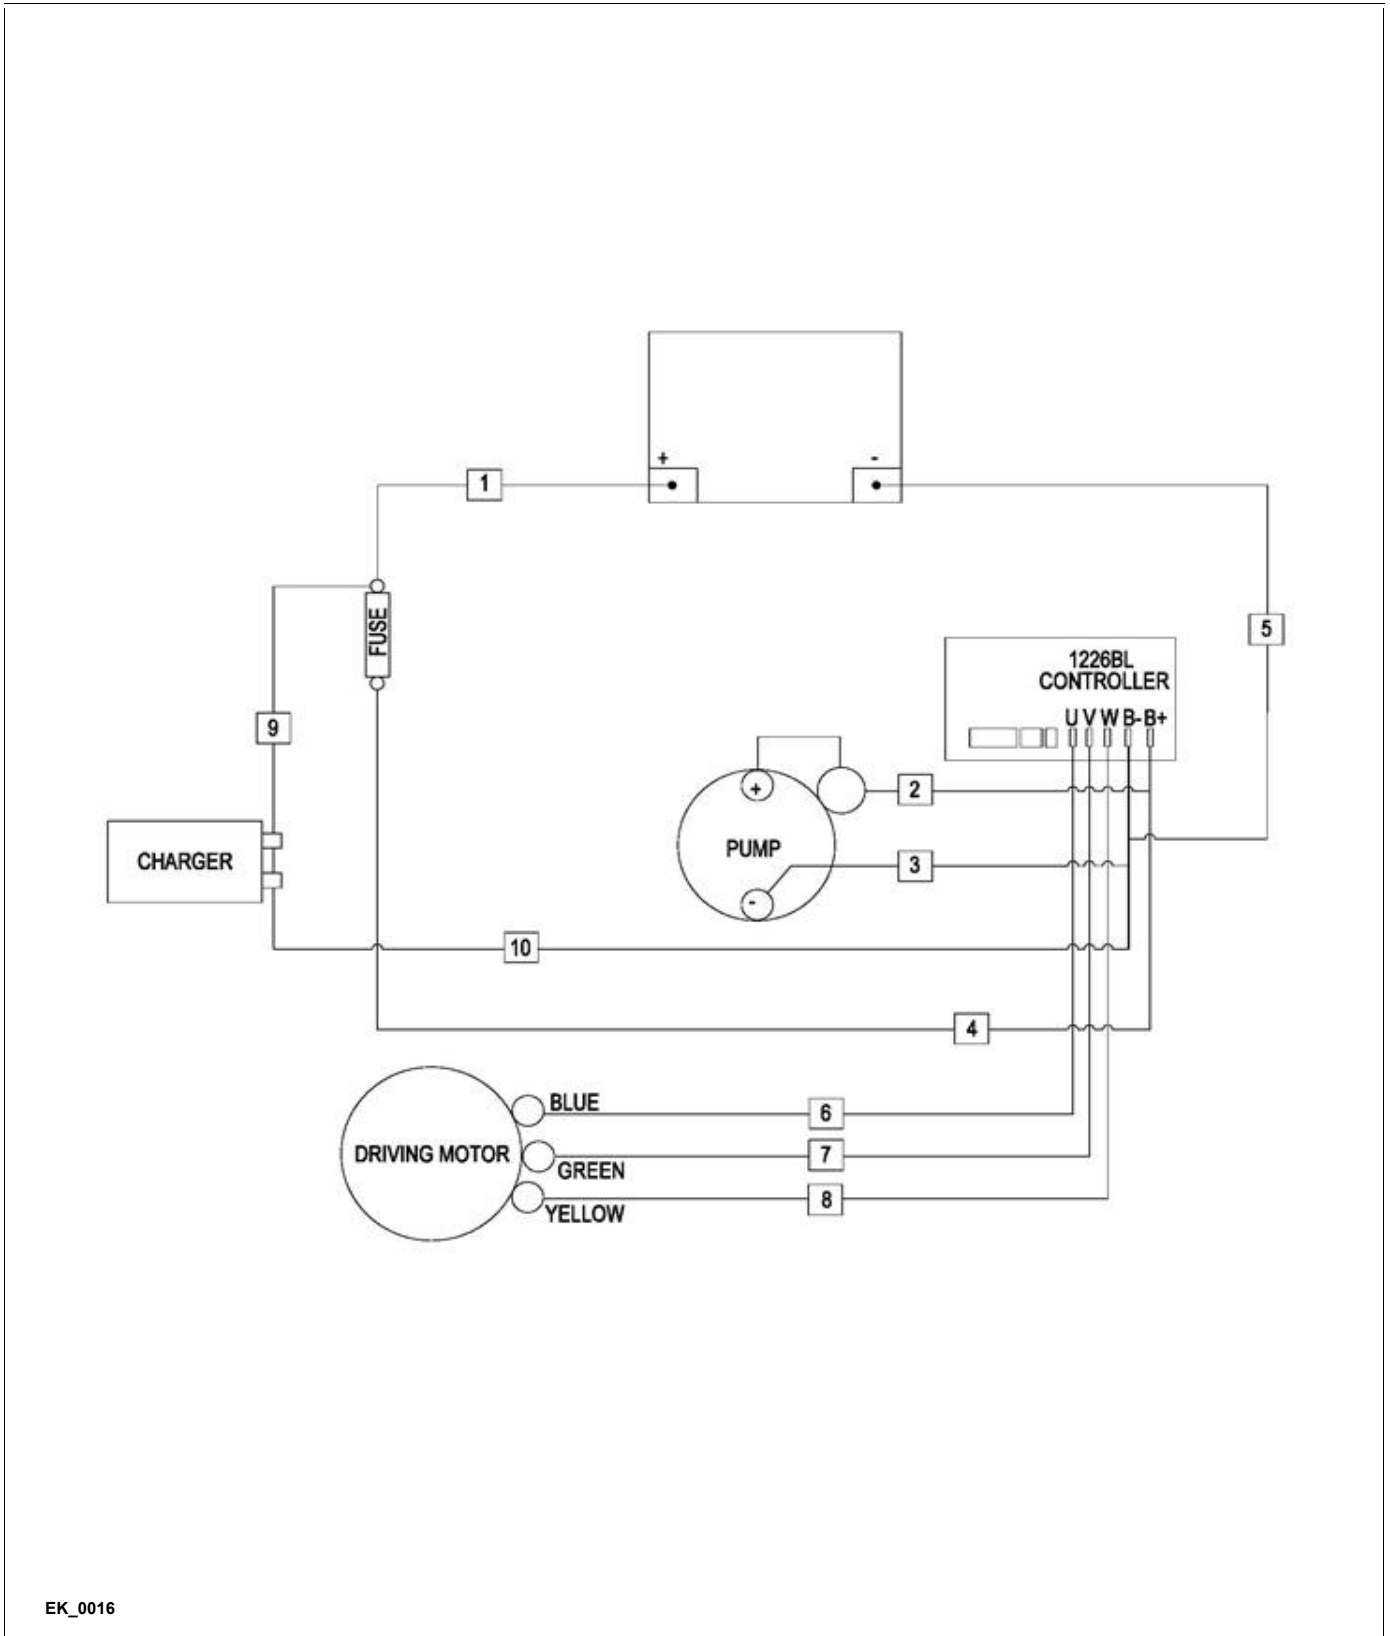 + -
1
FUSE
5
1226BL
CONTROLLER
U V W B- B+
9
+
2
PUMP
3
CHARGER
-
10
4
BLUE
6
DRIVING MOTOR
7
GREEN
8
YELLOW
EK_0016